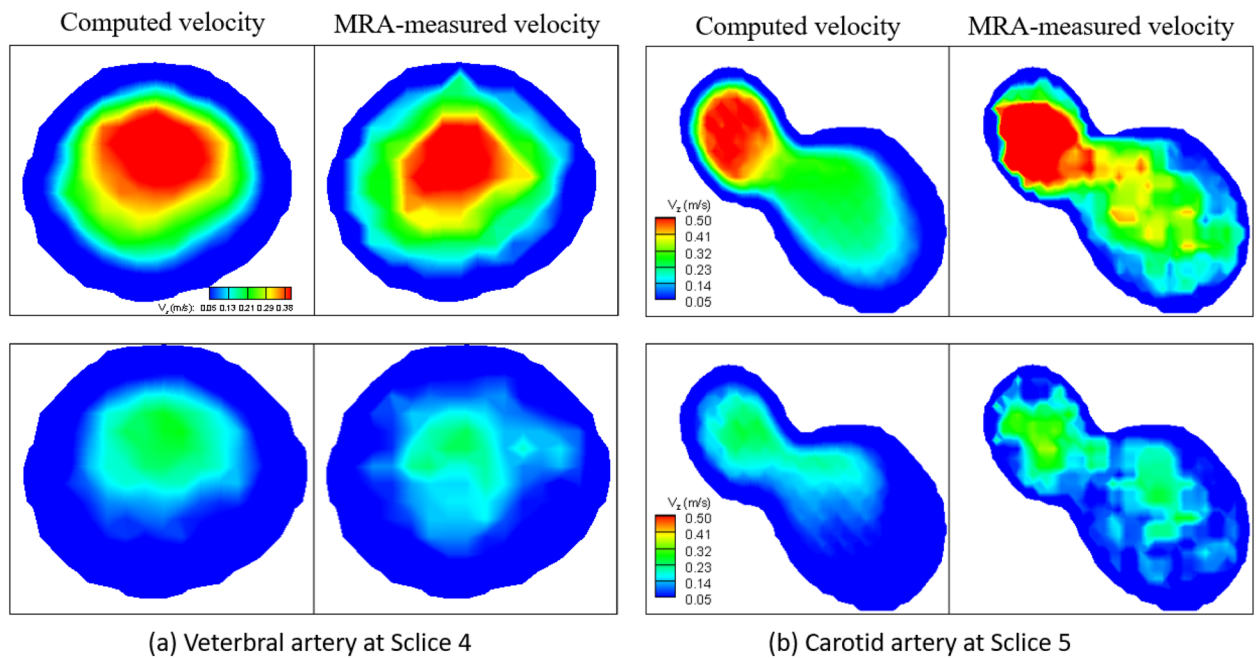 Computed velocity
MRA-measured velocity
Computed velocity
MRA-measured velocity
Vz (m/s): 0.05 0.13 0.21 0.29 0.38
Vz (m/s)
0.50
0.41
0.32
0.23
0.14
0.05
Vz (m/s)
0.50
0.41
0.32
0.23
0.14
0.05
(a) Veterbral artery at Sclice 4
(b) Carotid artery at Sclice 5